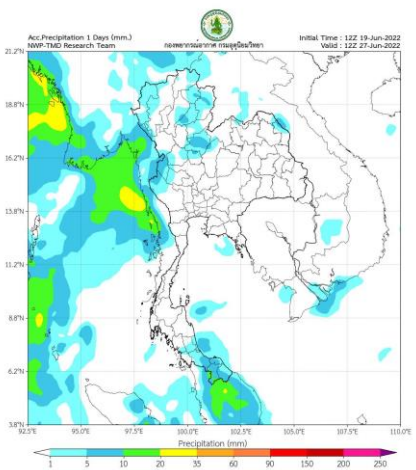 Acc.Precipitation 1 Days (mm.)
NWP-TMD Research Team
กองพยากรณ์อากาศ กรมอุตุนิยมวิทยา
Initial Time : 12Z 19-Jun-2022
Valid : 12Z 27-Jun-2022
21.2°N
18.8°N
16.2°N
13.8°N
11.2°N
8.8°N
6.2°N
3.8°N
92.5°E 95.0°E 97.5°E 100.0°E 102.5°E 105.0°E 107.5°E 110.0°E
Precipitation (mm)
1 5 10 20 35 60 90 150 200 250